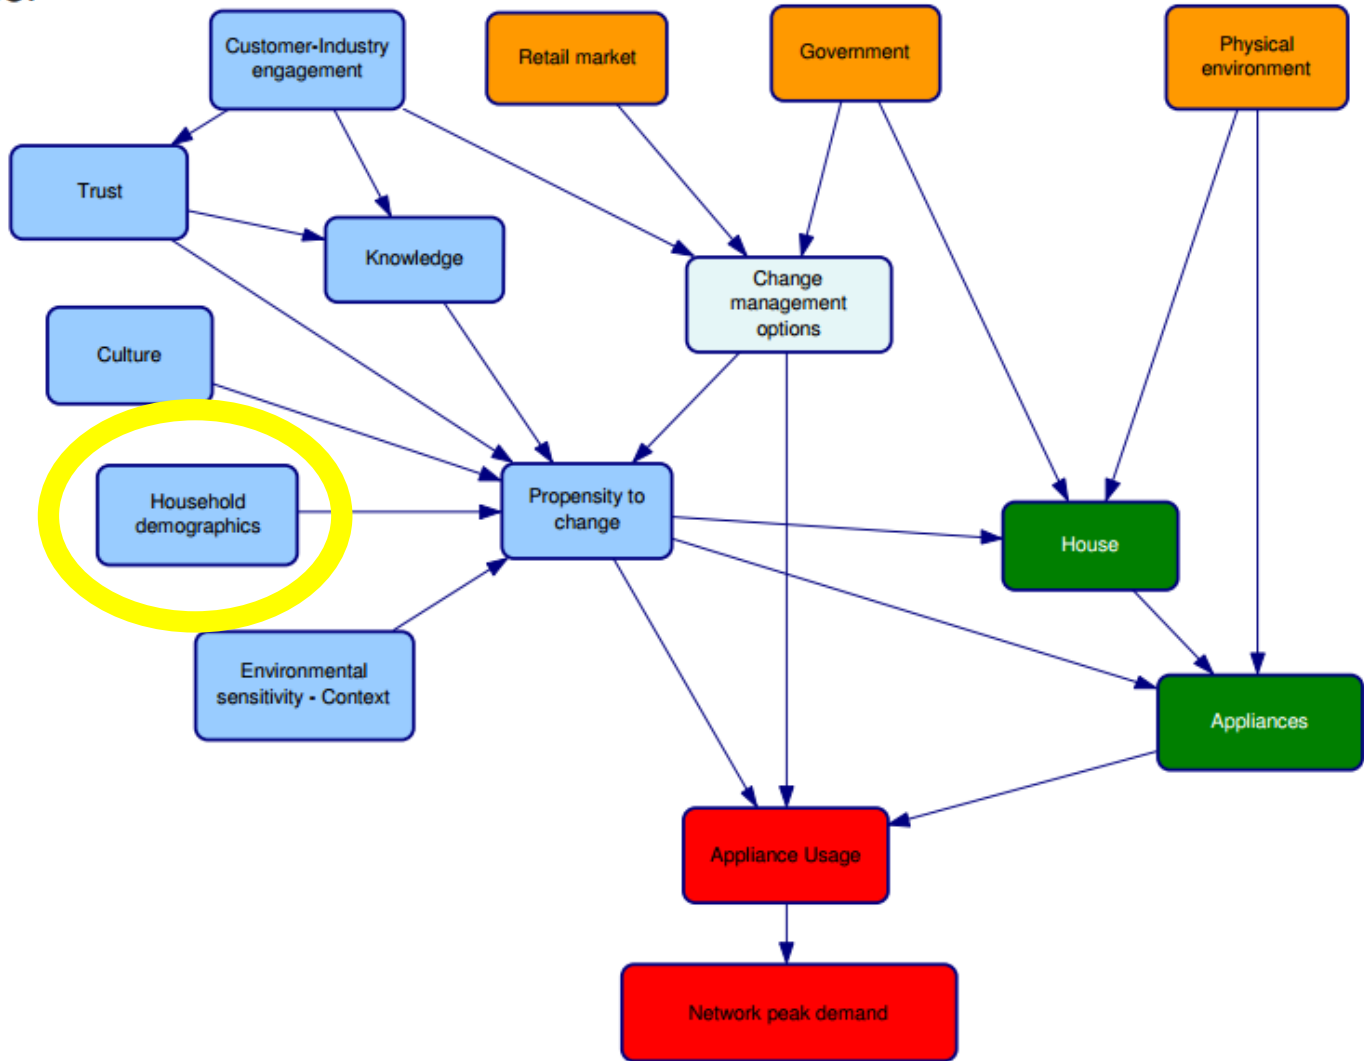 Customer-Industry
engagement
Retail market
Government
Physical
environment
Trust
Knowledge
Change
management
options
Culture
Household
demographics
Propensity to
change
House
Environmental
sensitivity - Context
Appliances
Appliance Usage
Network peak demand